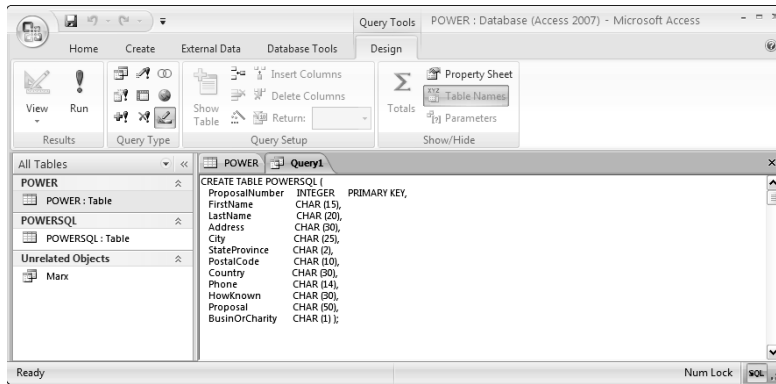 Query Tools
POWER : Database (Access 2007) - Microsoft Access
Home Create External Data Database Tools Design
View
Run
Results
Query Type
Show Table
Insert Columns
Delete Columns
Return:
Query Setup
Totals
Property Sheet
XYZ Table Names
Parameters
Show/Hide
All Tables
POWER
POWER : Table
POWERSQL
POWERSQL : Table
Unrelated Objects
Marx
POWER Query1
CREATE TABLE POWERSQL (
ProposalNumber INTEGER PRIMARY KEY,
FirstName CHAR (15),
LastName CHAR (20),
Address CHAR (30),
City CHAR (25),
StateProvince CHAR (2),
PostalCode CHAR (10),
Country CHAR (30),
Phone CHAR (14),
HowKnown CHAR (30),
Proposal CHAR (50),
BusinOrCharity CHAR (1) );
Ready
Num Lock SQL